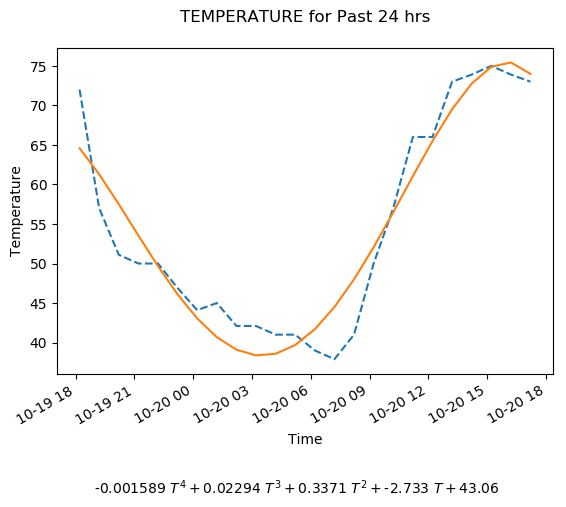 TEMPERATURE for Past 24 hrs
75
70
65
60
55
50
45
40
Temperature
10-19 18 10-19 21 10-20 00 10-20 03 10-20 06 10-20 09 10-20 12 10-20 15 10-20 18
Time
-0.001589 T⁴ + 0.02294 T³ + 0.3371 T² + -2.733 T + 43.06